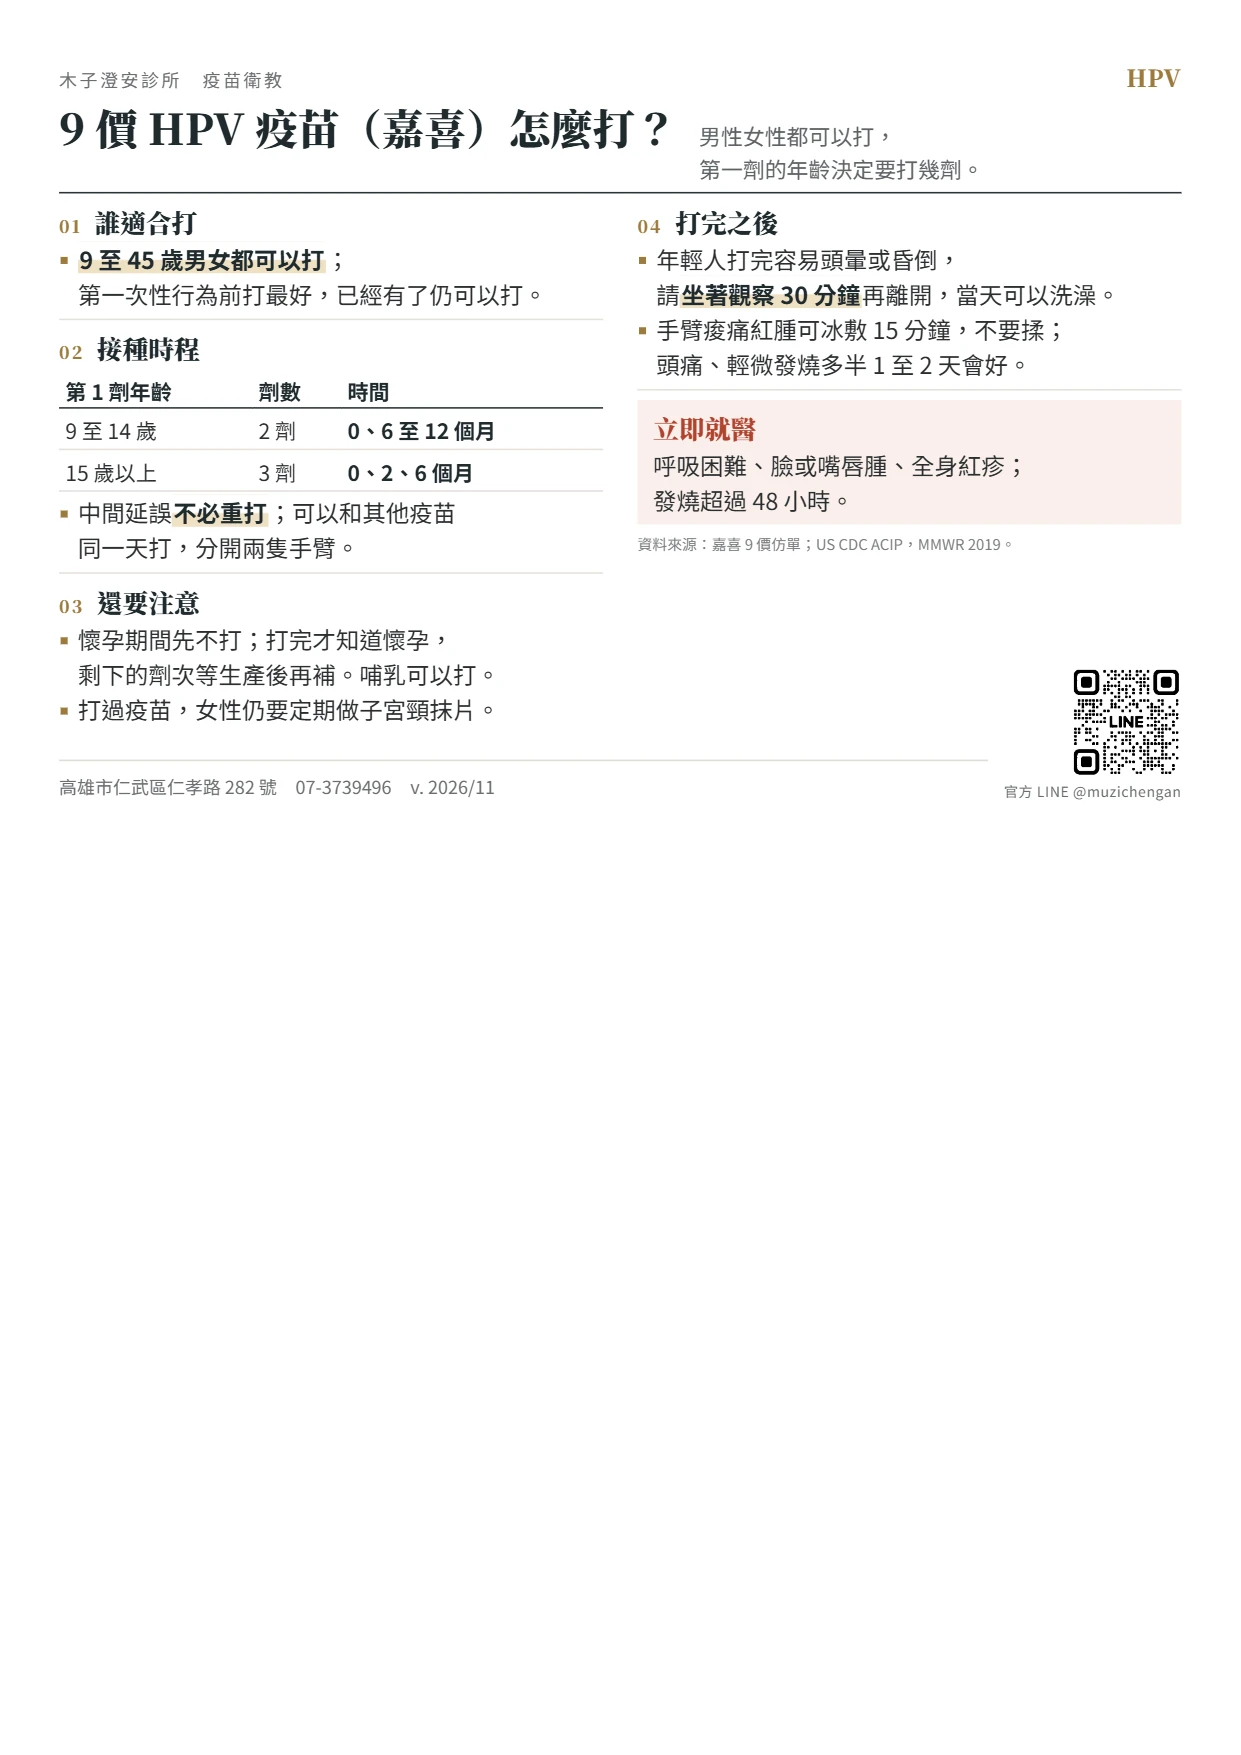 木子澄安診所　疫苗衛教
HPV
9 價 HPV 疫苗（嘉喜）怎麼打？
男性女性都可以打，
第一劑的年齡決定要打幾劑。
01 誰適合打
9 至 45 歲男女都可以打；
第一次性行為前打最好，已經有了仍可以打。
02 接種時程
第 1 劑年齡 劑數 時間
9 至 14 歲 2 劑 0、6 至 12 個月
15 歲以上 3 劑 0、2、6 個月
中間延誤不必重打；可以和其他疫苗
同一天打，分開兩隻手臂。
03 還要注意
懷孕期間先不打；打完才知道懷孕，
剩下的劑次等生產後再補。哺乳可以打。
打過疫苗，女性仍要定期做子宮頸抹片。
04 打完之後
年輕人打完容易頭暈或昏倒，
請坐著觀察 30 分鐘再離開，當天可以洗澡。
手臂痠痛紅腫可冰敷 15 分鐘，不要揉；
頭痛、輕微發燒多半 1 至 2 天會好。
立即就醫
呼吸困難、臉或嘴唇腫、全身紅疹；
發燒超過 48 小時。
資料來源：嘉喜 9 價仿單；US CDC ACIP，MMWR 2019。
LINE
高雄市仁武區仁孝路 282 號　07-3739496　v. 2026/11
官方 LINE @muzichengan